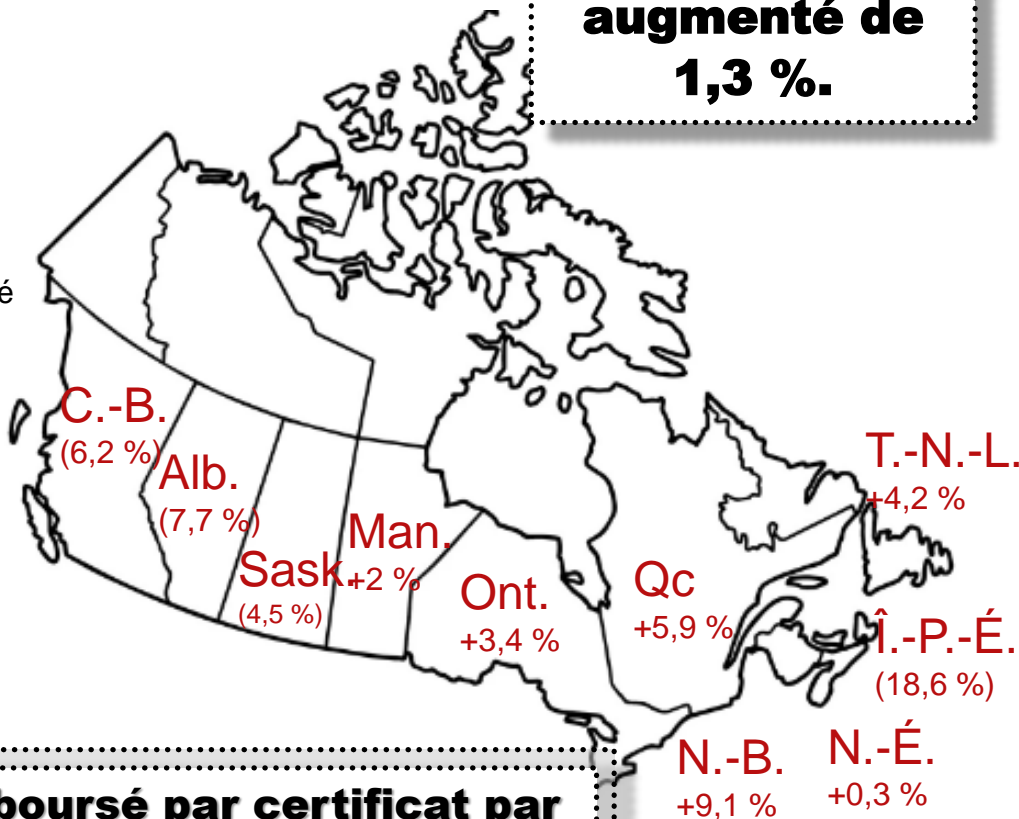 augmenté de
1,3 %.
é
C.-B.
(6,2 %)
Alb.
(7,7 %)
Sask.
(4,5 %)
Man.
+2 %
Ont.
+3,4 %
Qc
+5,9 %
T.-N.-L.
+4,2 %
Î.-P.-É.
(18,6 %)
N.-B.
+9,1 %
N.-É.
+0,3 %
boursé par certificat par